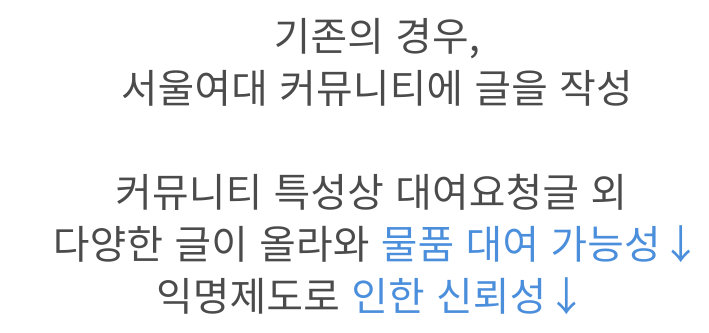 기존의 경우,
서울여대 커뮤니티에 글을 작성
커뮤니티 특성상 대여요청글 외
다양한 글이 올라와 물품 대여 가능성↓
익명제도로 인한 신뢰성↓